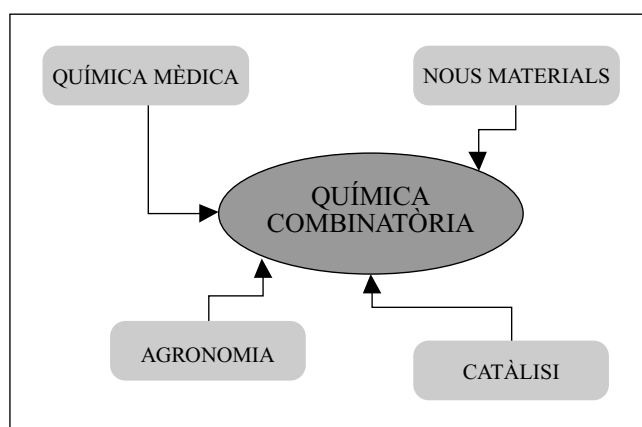 QUÍMICA MÈDICA
NOUS MATERIALS
QUÍMICA
COMBINATÒRIA
AGRONOMIA
CATÀLISI